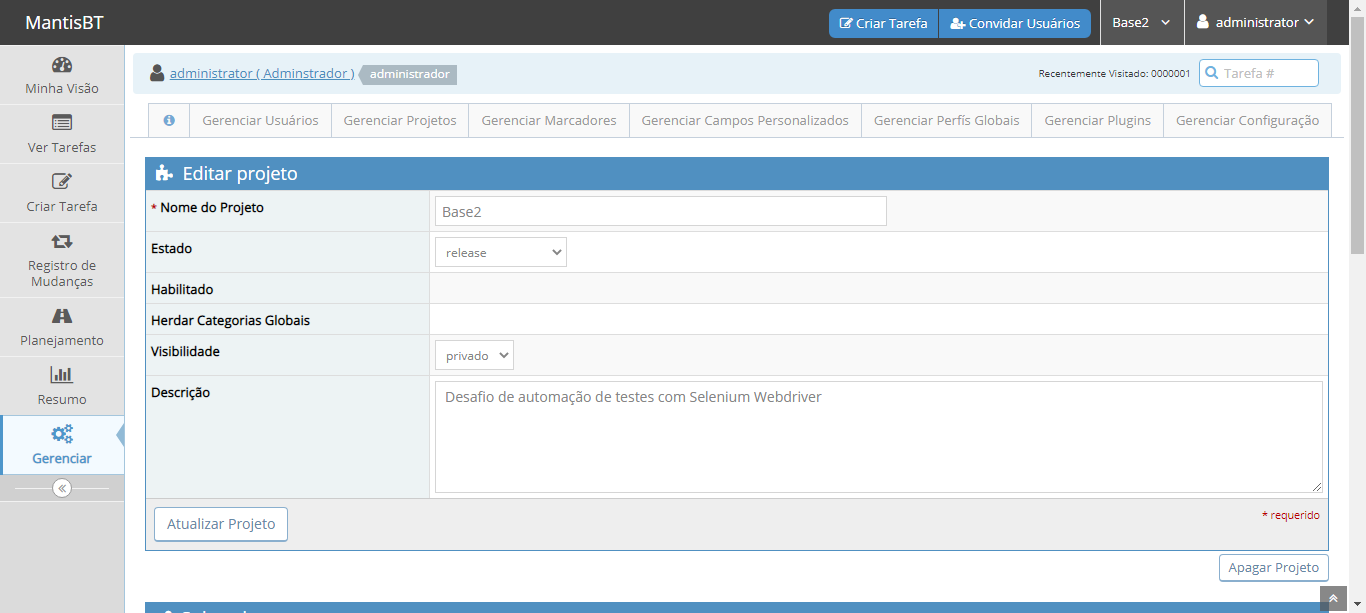 MantisBT
Criar Tarefa
Convidar Usuários
Base2
administrator
Minha Visão
Ver Tarefas
Criar Tarefa
Registro de
Mudanças
Planejamento
Resumo
Gerenciar
administrator ( Adminstrador )
administrador
Recentemente Visitado: 0000001
Tarefa #
Gerenciar Usuários
Gerenciar Projetos
Gerenciar Marcadores
Gerenciar Campos Personalizados
Gerenciar Perfís Globais
Gerenciar Plugins
Gerenciar Configuração
Editar projeto
* Nome do Projeto
Base2
Estado
release
Habilitado
Herdar Categorias Globais
Visibilidade
privado
Descrição
Desafio de automação de testes com Selenium Webdriver
Atualizar Projeto
* requerido
Apagar Projeto